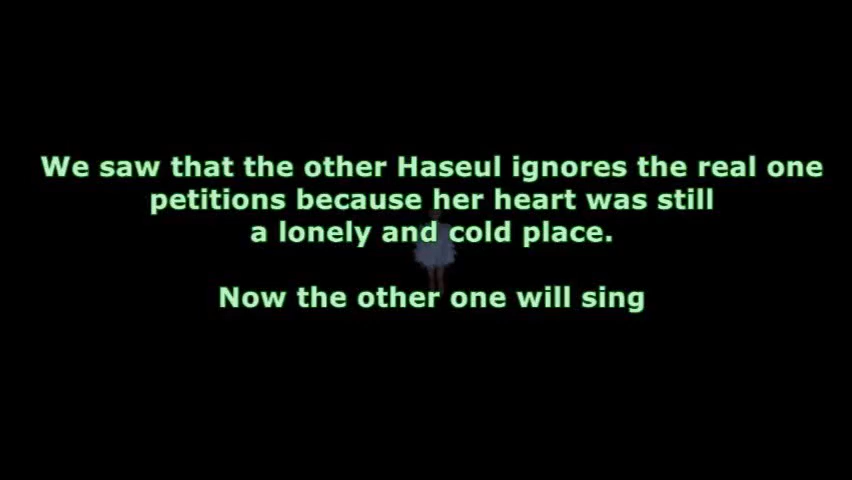 We saw that the other Haseul ignores the real one
petitions because her heart was still
a lonely and cold place.
Now the other one will sing